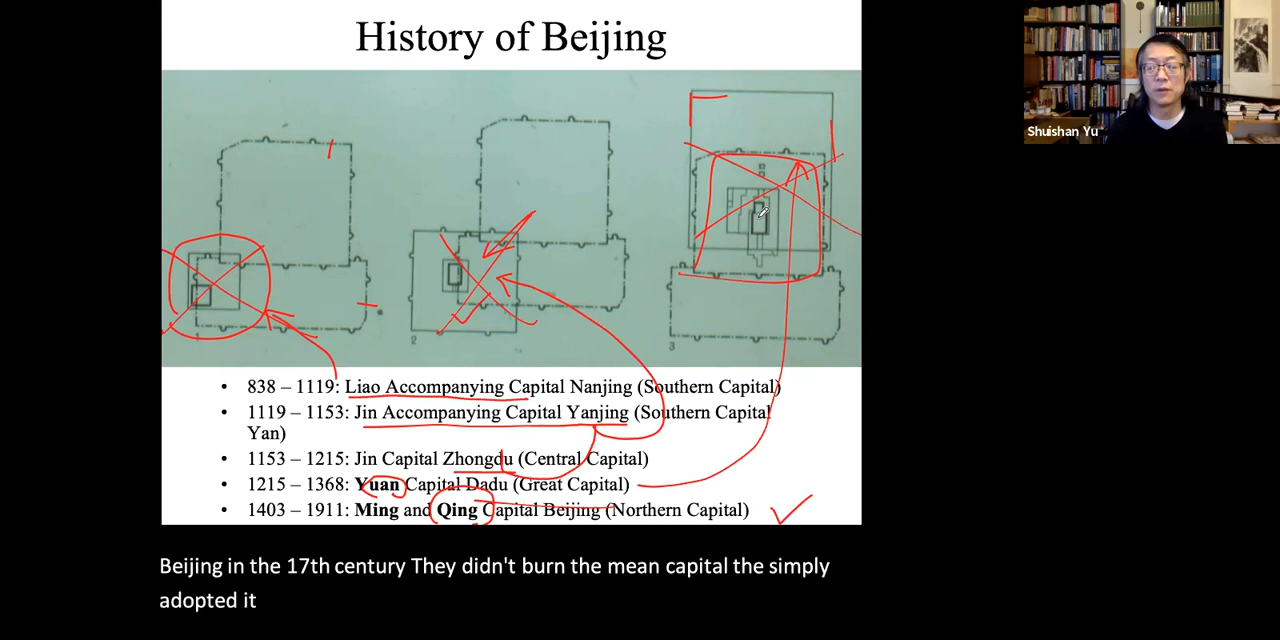 History of Beijing
Shuishan Yu
1
2
3
• 838 – 1119: Liao Accompanying Capital Nanjing (Southern Capital)
• 1119 – 1153: Jin Accompanying Capital Yanjing (Southern Capital
Yan)
• 1153 – 1215: Jin Capital Zhongdu (Central Capital)
• 1215 – 1368: Yuan Capital Dadu (Great Capital)
• 1403 – 1911: Ming and Qing Capital Beijing (Northern Capital)
Beijing in the 17th century They didn't burn the mean capital the simply
adopted it